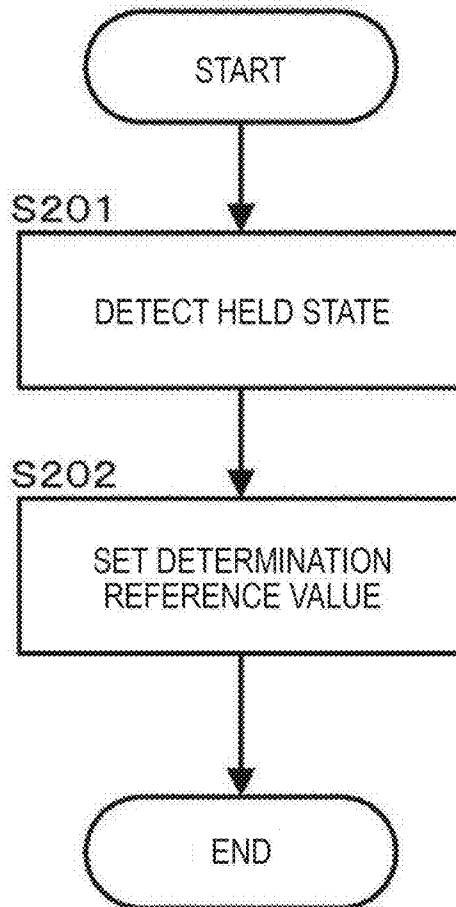 START
S201
DETECT HELD STATE
S202
SET DETERMINATION
REFERENCE VALUE
END